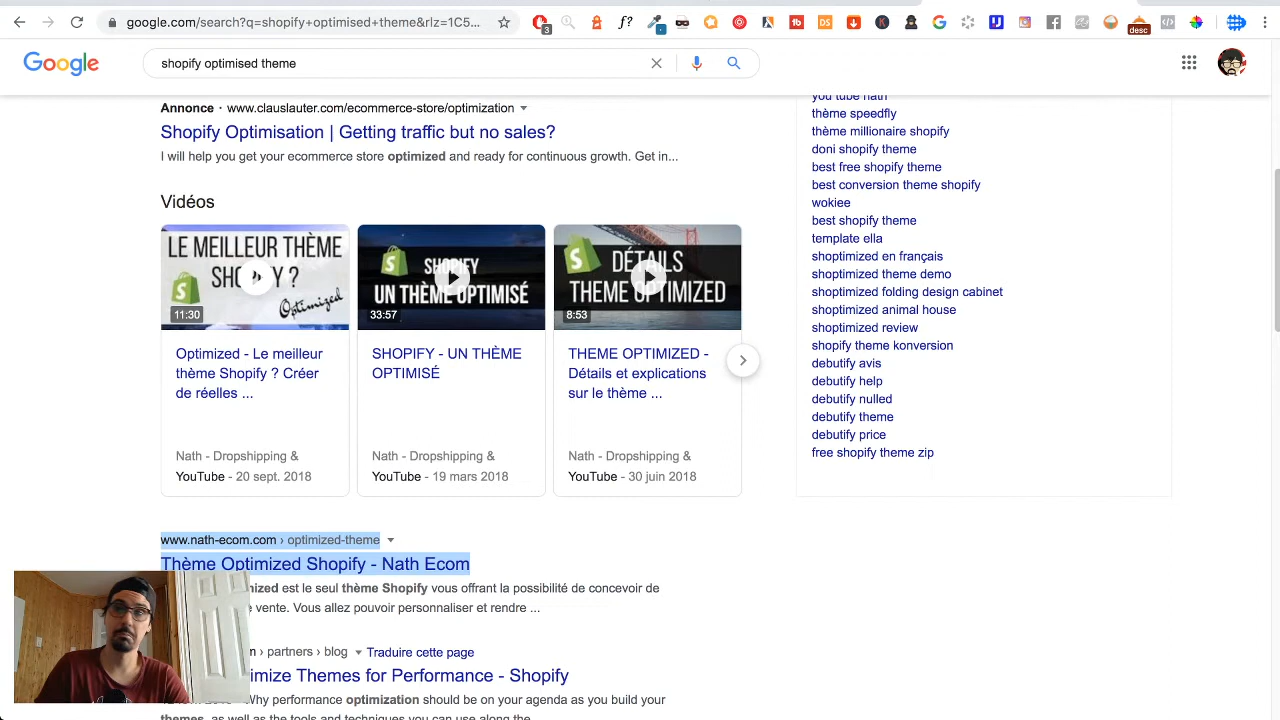 google.com/search?q=shopify+optimised+theme&rlz=1C5...
3
f?
desc
Google
shopify optimised theme
Annonce · www.clauslauter.com/ecommerce-store/optimization
Shopify Optimisation | Getting traffic but no sales?
I will help you get your ecommerce store optimized and ready for continuous growth. Get in...
Vidéos
LE MEILLEUR THÈME
SHOPIFY ?
Optimized
11:30
Optimized - Le meilleur
thème Shopify ? Créer
de réelles ...
Nath - Dropshipping &
YouTube - 20 sept. 2018
SHOPIFY
UN THÈME OPTIMISÉ
33:57
SHOPIFY - UN THÈME
OPTIMISÉ
Nath - Dropshipping &
YouTube - 19 mars 2018
DÉTAILS
THEME OPTIMIZED
8:53
THEME OPTIMIZED -
Détails et explications
sur le thème ...
Nath - Dropshipping &
YouTube - 30 juin 2018
www.nath-ecom.com › optimized-theme
Thème Optimized Shopify - Nath Ecom
est le seul thème Shopify vous offrant la possibilité de concevoir de
vente. Vous allez pouvoir personnaliser et rendre ...
› partners › blog Traduire cette page
Themes for Performance - Shopify
Why performance optimization should be on your agenda as you build your
themes, as well as the tools and techniques you can use along the
you tube nath
thème speedfly
thème millionaire shopify
doni shopify theme
best free shopify theme
best conversion theme shopify
wokiee
best shopify theme
template ella
shoptimized en français
shoptimized theme demo
shoptimized folding design cabinet
shoptimized animal house
shoptimized review
shopify theme konversion
debutify avis
debutify help
debutify nulled
debutify theme
debutify price
free shopify theme zip